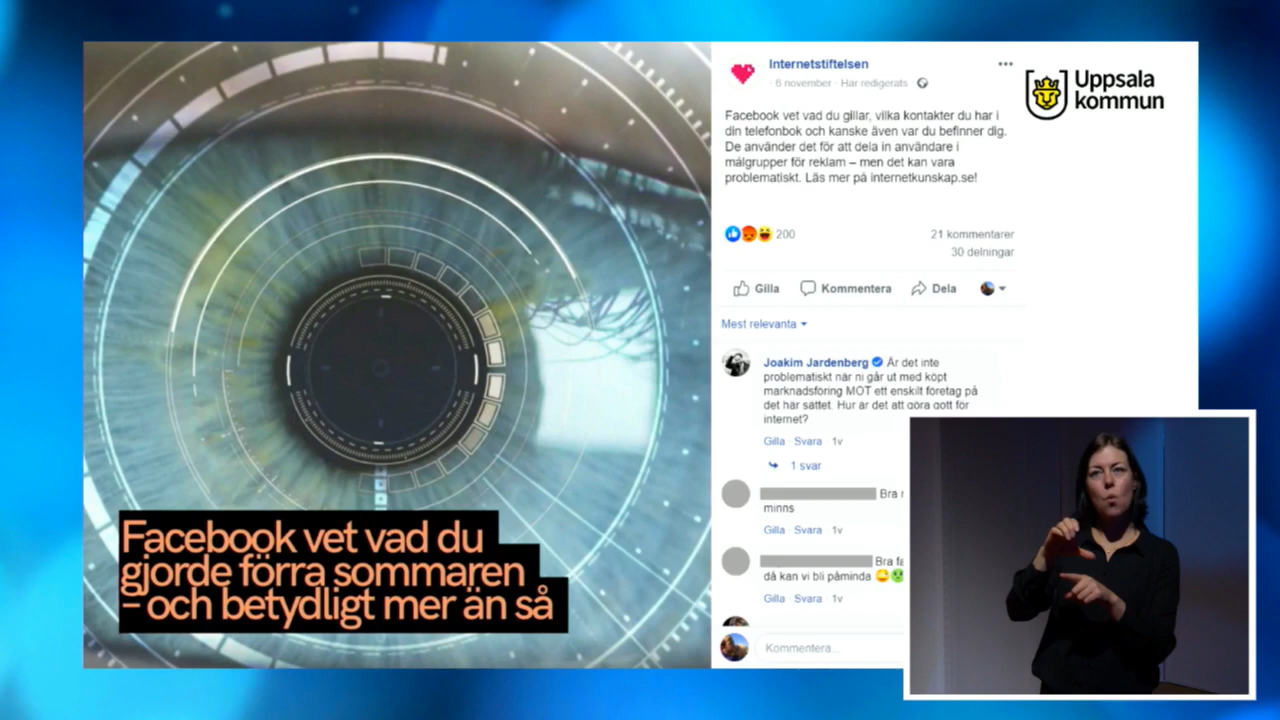 Internetstiftelsen
6 november · Har redigerats
Facebook vet vad du gillar, vilka kontakter du har i
din telefonbok och kanske även var du befinner dig.
De använder det för att dela in användare i
målgrupper för reklam – men det kan vara
problematiskt. Läs mer på internetkunskap.se!
200
21 kommentarer
30 delningar
Gilla Kommentera Dela
Mest relevanta
Joakim Jardenberg Är det inte
problematiskt när ni går ut med köpt
marknadsföring MOT ett enskilt företag på
det här sättet. Hur är det att göra gott för
internet?
Gilla Svara 1v
1 svar
Bra
minns
Gilla Svara 1v
Bra
då kan vi bli påminda
Gilla Svara 1v
Kommentera...
Uppsala
kommun
Facebook vet vad du
gjorde förra sommaren
– och betydligt mer än så